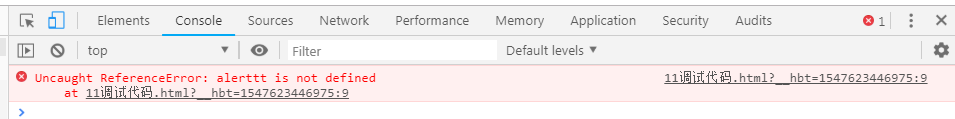 Elements Console Sources Network Performance Memory Application Security Audits 1
top Filter Default levels
Uncaught ReferenceError: alerttt is not defined 11调试代码.html?__hbt=1547623446975:9
at 11调试代码.html?__hbt=1547623446975:9